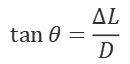 tan θ = ΔL / D